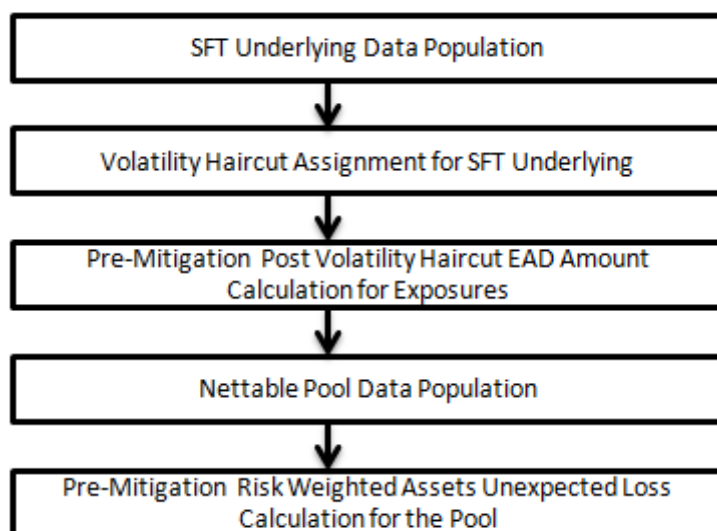 SFT Underlying Data Population
Volatility Haircut Assignment for SFT Underlying
Pre-Mitigation Post Volatility Haircut EAD Amount
Calculation for Exposures
Nettable Pool Data Population
Pre-Mitigation Risk Weighted Assets Unexpected Loss
Calculation for the Pool